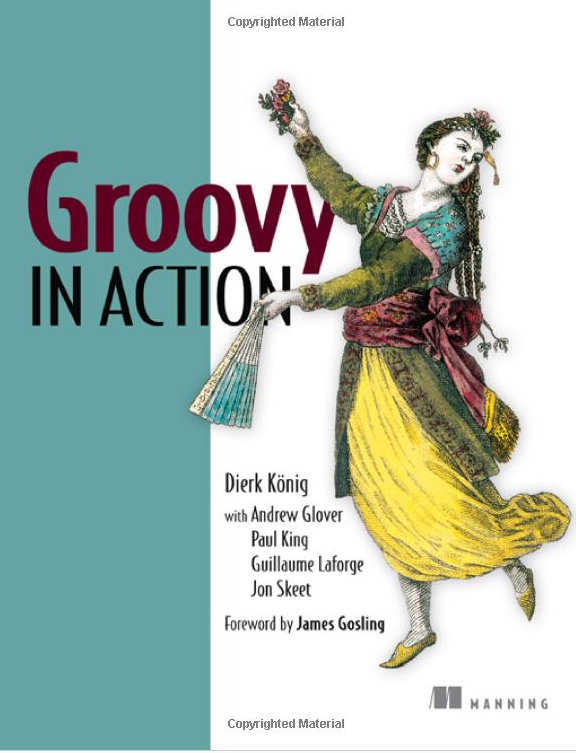 Copyrighted Material
Groovy
IN ACTION
Dierk König
with Andrew Glover
Paul King
Guillaume Laforge
Jon Skeet
Foreword by James Gosling
MANNING
Copyrighted Material